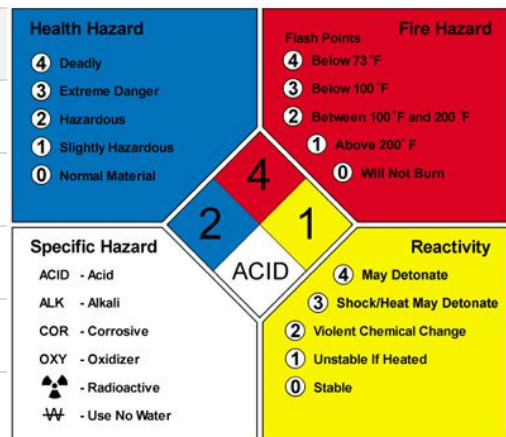 Health Hazard
4 Deadly
3 Extreme Danger
2 Hazardous
1 Slightly Hazardous
0 Normal Material
Fire Hazard
Flash Points
4 Below 73°F
3 Below 100°F
2 Between 100°F and 200°F
1 Above 200°F
0 Will Not Burn
4
2
1
ACID
Specific Hazard
ACID - Acid
ALK - Alkali
COR - Corrosive
OXY - Oxidizer
- Radioactive
W - Use No Water
Reactivity
4 May Detonate
3 Shock/Heat May Detonate
2 Violent Chemical Change
1 Unstable If Heated
0 Stable